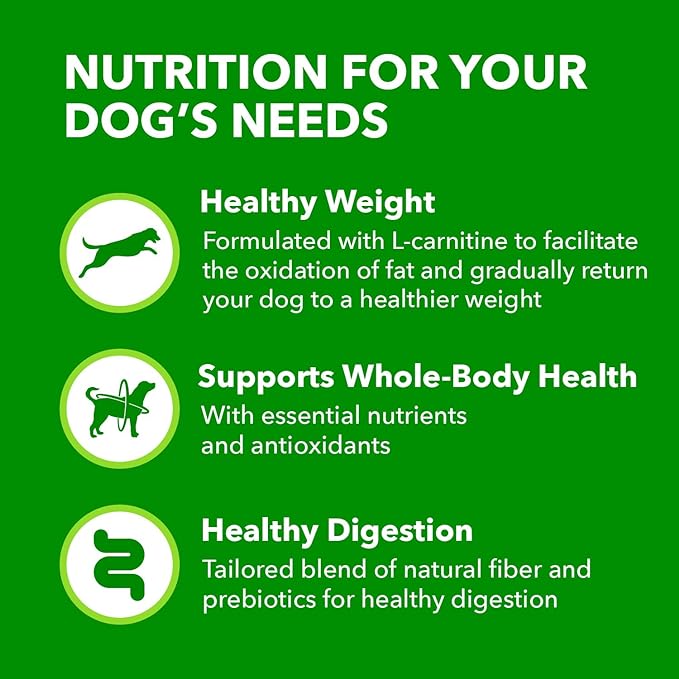 NUTRITION FOR YOUR
DOG’S NEEDS
Healthy Weight
Formulated with L-carnitine to facilitate
the oxidation of fat and gradually return
your dog to a healthier weight
Supports Whole-Body Health
With essential nutrients
and antioxidants
Healthy Digestion
Tailored blend of natural fiber and
prebiotics for healthy digestion